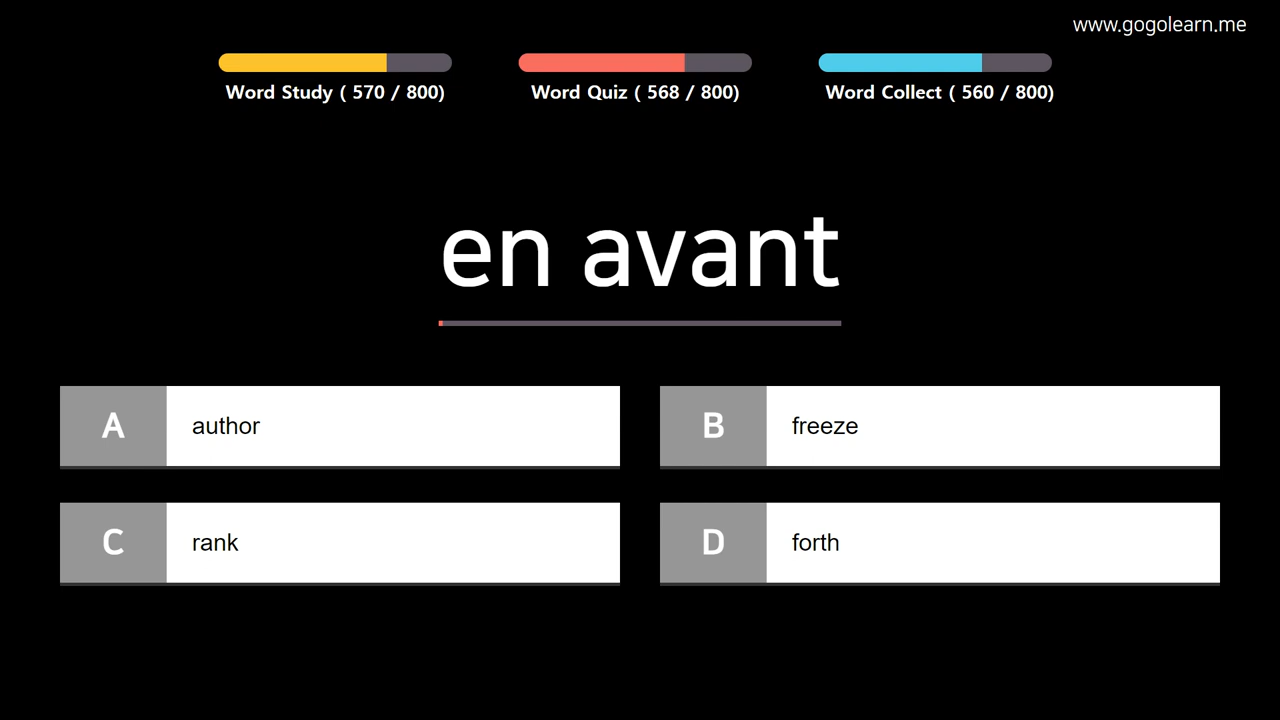 www.gogolearn.me
Word Study ( 570 / 800)
Word Quiz ( 568 / 800)
Word Collect ( 560 / 800)
en avant
A author
B freeze
C rank
D forth